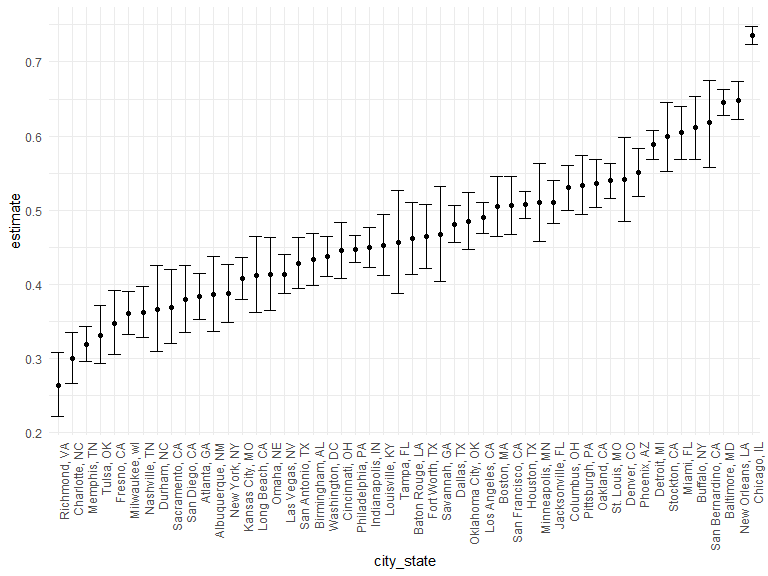 0.7
0.6
0.5
0.4
0.3
0.2
estimate
Richmond, VA
Charlotte, NC
Memphis, TN
Tulsa, OK
Fresno, CA
Milwaukee, wI
Nashville, TN
Durham, NC
Sacramento, CA
San Diego, CA
Atlanta, GA
Albuquerque, NM
New York, NY
Kansas City, MO
Long Beach, CA
Omaha, NE
Las Vegas, NV
San Antonio, TX
Birmingham, AL
Washington, DC
Cincinnati, OH
Philadelphia, PA
Indianapolis, IN
Louisville, KY
Tampa, FL
Baton Rouge, LA
Fort Worth, TX
Savannah, GA
Dallas, TX
Oklahoma City, OK
Los Angeles, CA
Boston, MA
San Francisco, CA
Houston, TX
Minneapolis, MN
Jacksonville, FL
Columbus, OH
Pittsburgh, PA
Oakland, CA
St. Louis, MO
Denver, CO
Phoenix, AZ
Detroit, MI
Stockton, CA
Miami, FL
Buffalo, NY
San Bernardino, CA
Baltimore, MD
New Orleans, LA
Chicago, IL
city_state